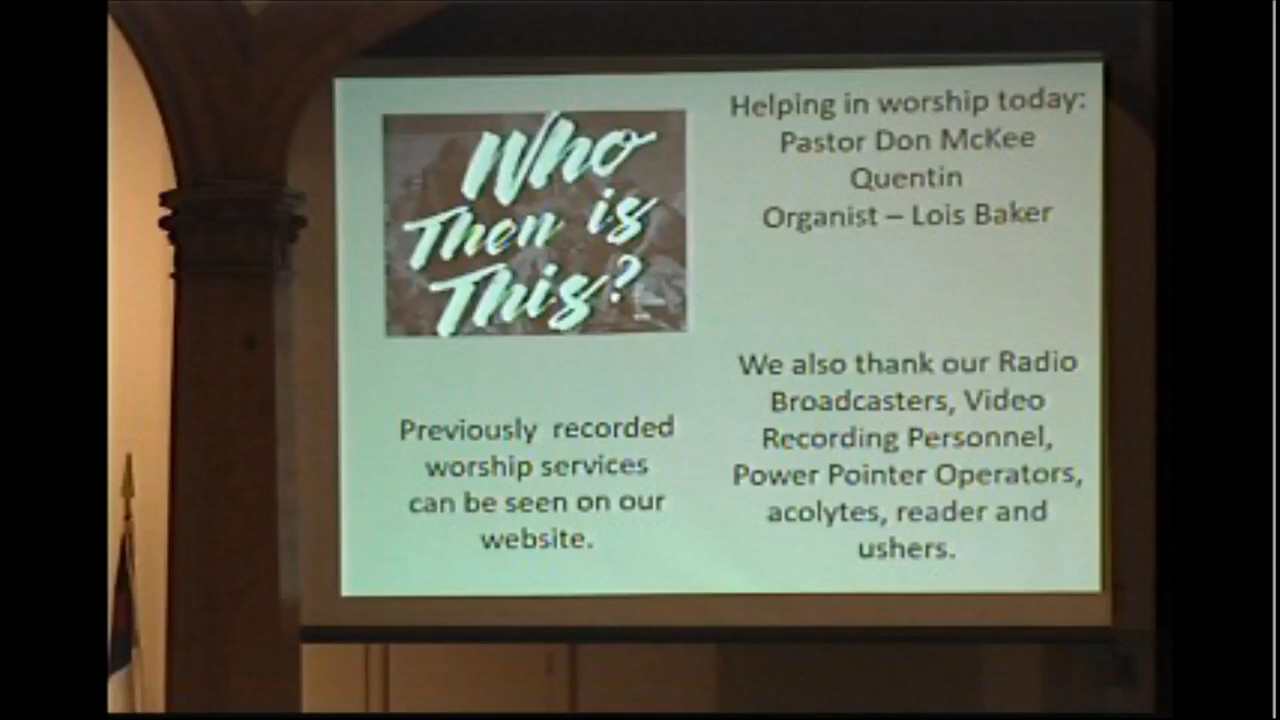 Who
Then is
This?
Previously recorded
worship services
can be seen on our
website.
Helping in worship today:
Pastor Don McKee
Quentin
Organist – Lois Baker
We also thank our Radio
Broadcasters, Video
Recording Personnel,
Power Pointer Operators,
acolytes, reader and
ushers.